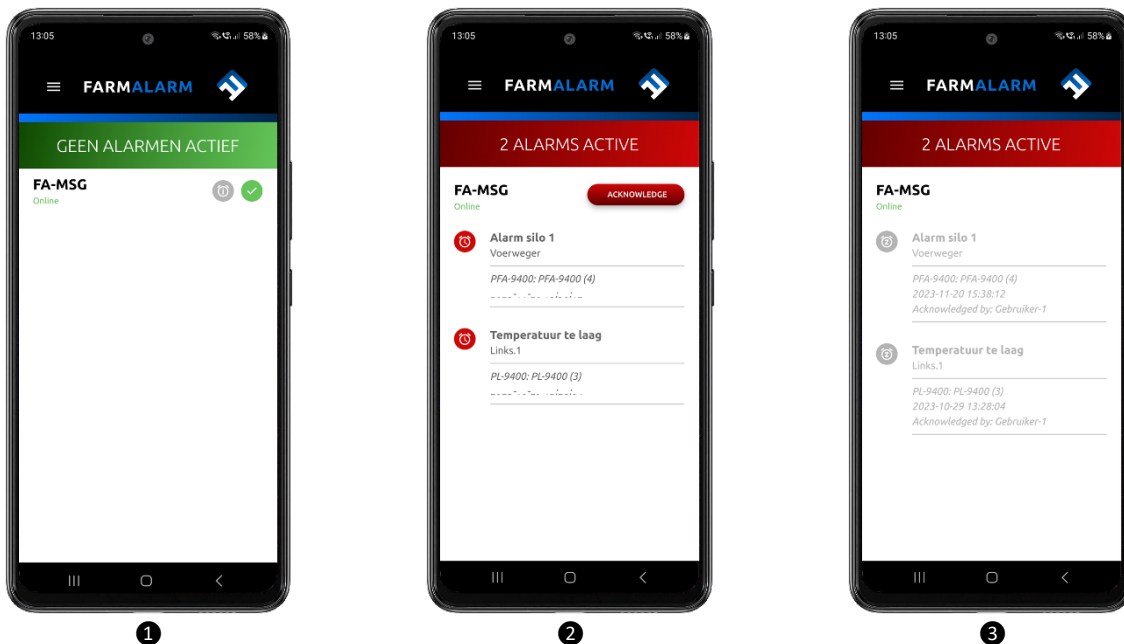 13:05
58%
FARMALARM
GEEN ALARMEN ACTIEF
FA-MSG
Online
❶
13:05
58%
FARMALARM
2 ALARMS ACTIVE
FA-MSG
Online
ACKNOWLEDGE
Alarm silo 1
Voerweger
PFA-9400: PFA-9400 (4)
Temperatuur te laag
Links.1
PL-9400: PL-9400 (3)
❷
13:05
58%
FARMALARM
2 ALARMS ACTIVE
FA-MSG
Online
Alarm silo 1
Voerweger
PFA-9400: PFA-9400 (4)
2023-11-20 15:38:12
Acknowledged by: Gebruiker-1
Temperatuur te laag
Links.1
PL-9400: PL-9400 (3)
2023-10-29 13:28:04
Acknowledged by: Gebruiker-1
❸